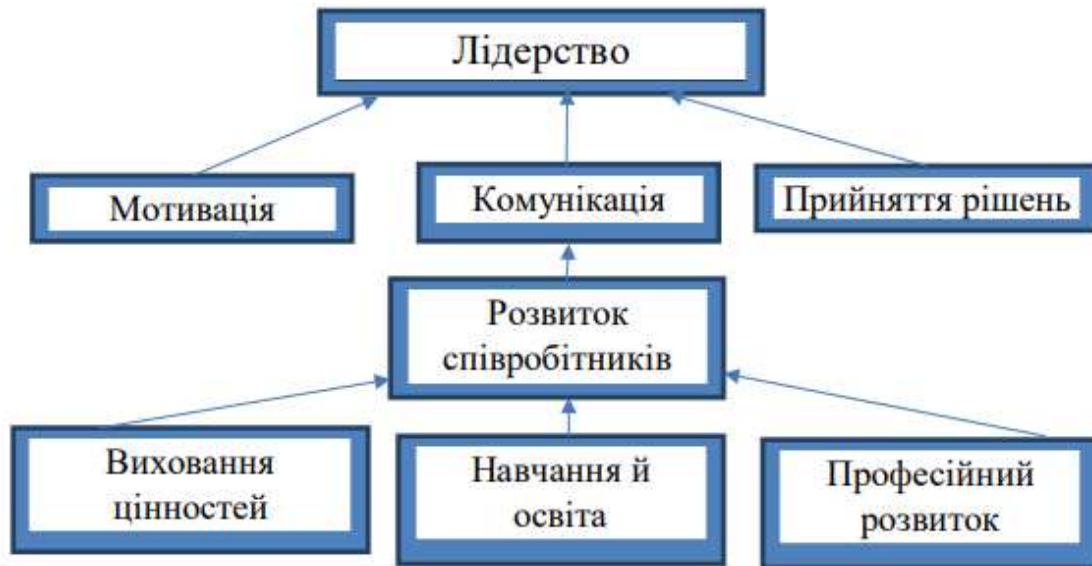 Лідерство
Мотивація
Комунікація
Прийняття рішень
Розвиток
співробітників
Виховання
цінностей
Навчання й
освіта
Професійний
розвиток